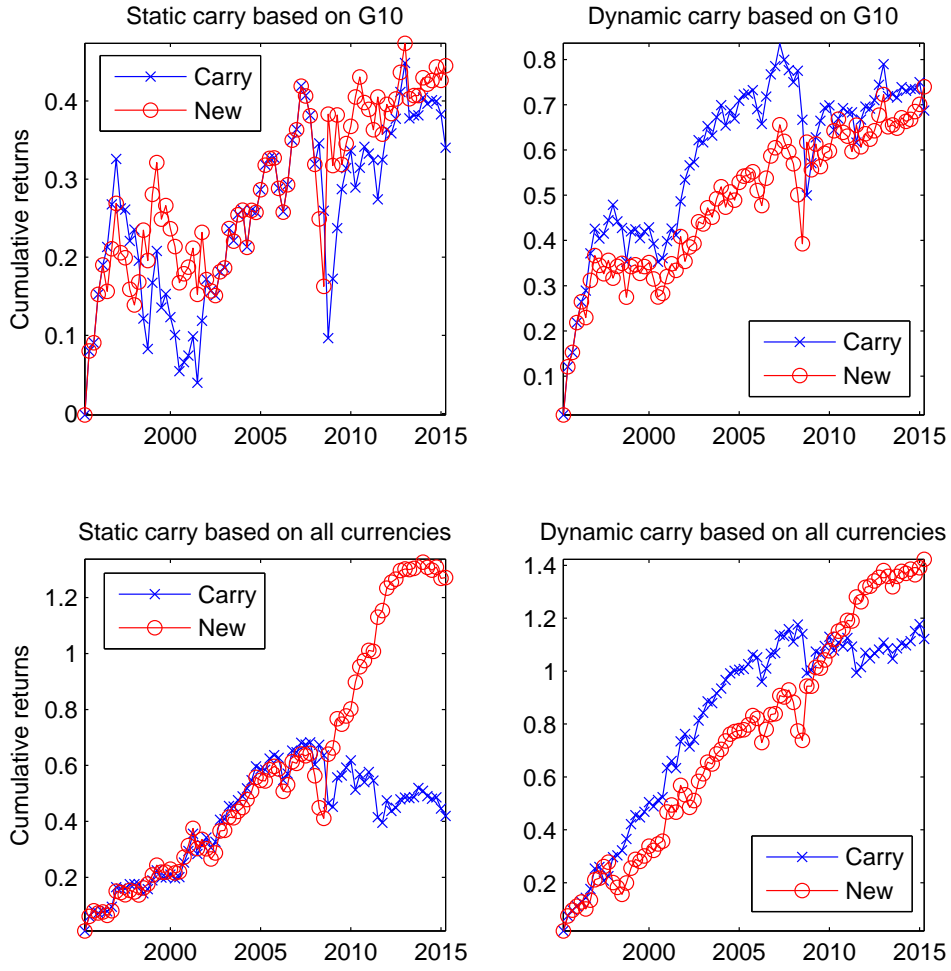 Static carry based on G10
Cumulative returns
0.4
0.3
0.2
0.1
0
2000 2005 2010 2015
Carry
New
Dynamic carry based on G10
0.8
0.7
0.6
0.5
0.4
0.3
0.2
0.1
2000 2005 2010 2015
Carry
New
Static carry based on all currencies
Cumulative returns
1.2
1
0.8
0.6
0.4
0.2
2000 2005 2010 2015
Carry
New
Dynamic carry based on all currencies
1.4
1.2
1
0.8
0.6
0.4
0.2
2000 2005 2010 2015
Carry
New